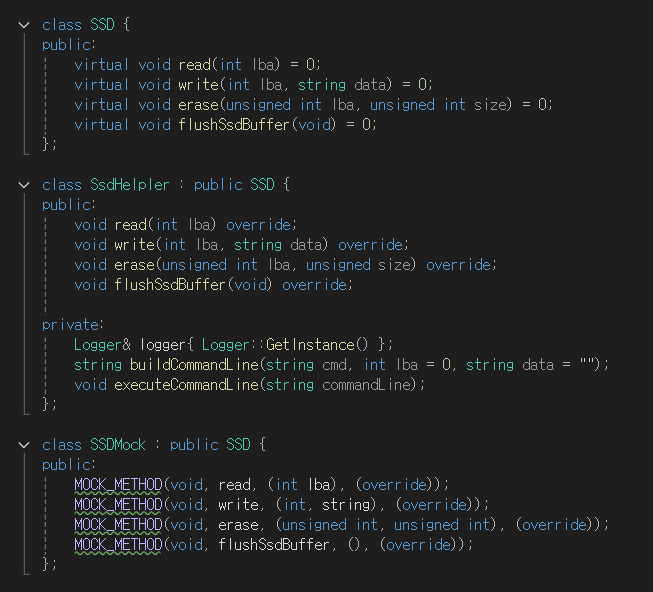 class SSD {
public:
virtual void read(int lba) = 0;
virtual void write(int lba, string data) = 0;
virtual void erase(unsigned int lba, unsigned int size) = 0;
virtual void flushSsdBuffer(void) = 0;
};
class SsdHelpler : public SSD {
public:
void read(int lba) override;
void write(int lba, string data) override;
void erase(unsigned int lba, unsigned size) override;
void flushSsdBuffer(void) override;
private:
Logger& logger{ Logger::GetInstance() };
string buildCommandLine(string cmd, int lba = 0, string data = "");
void executeCommandLine(string commandLine);
};
class SSDMock : public SSD {
public:
MOCK_METHOD(void, read, (int lba), (override));
MOCK_METHOD(void, write, (int, string), (override));
MOCK_METHOD(void, erase, (unsigned int, unsigned int), (override));
MOCK_METHOD(void, flushSsdBuffer, (), (override));
};